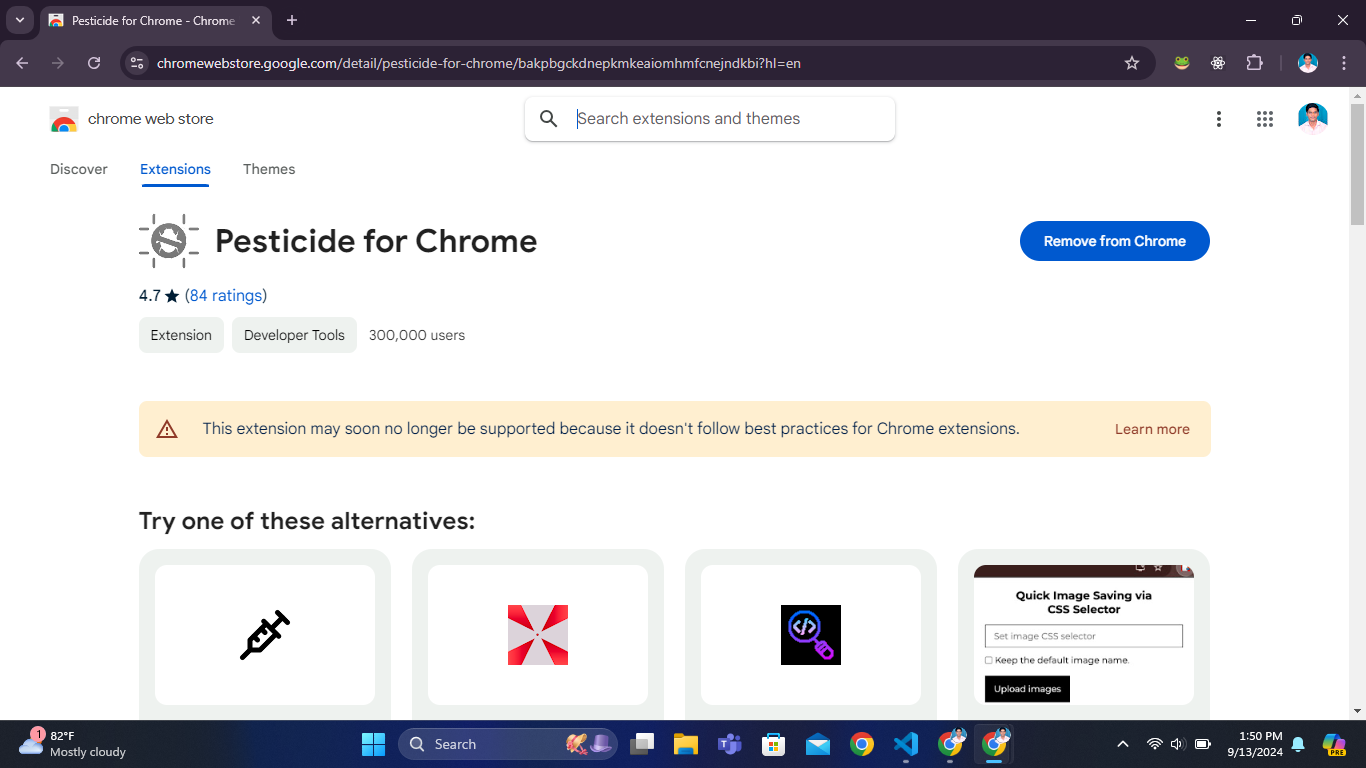 Pesticide for Chrome - Chrome
chromewebstore.google.com/detail/pesticide-for-chrome/bakpbgckdnepkmkeaiomhmfcnejndkbi?hl=en
chrome web store
Search extensions and themes
Discover
Extensions
Themes
Pesticide for Chrome
Remove from Chrome
4.7 ★ (84 ratings)
Extension
Developer Tools
300,000 users
This extension may soon no longer be supported because it doesn't follow best practices for Chrome extensions.
Learn more
Try one of these alternatives:
Quick Image Saving via
CSS Selector
Set image CSS selector
Keep the default image name.
Upload images
1
82°F
Mostly cloudy
Search
PRE
1:50 PM
9/13/2024